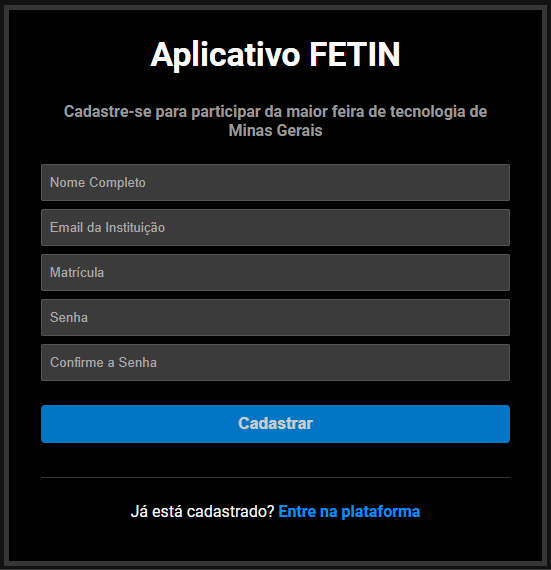 Aplicativo FETIN
Cadastre-se para participar da maior feira de tecnologia de
Minas Gerais
Nome Completo
Email da Instituição
Matrícula
Senha
Confirme a Senha
Cadastrar
Já está cadastrado? Entre na plataforma